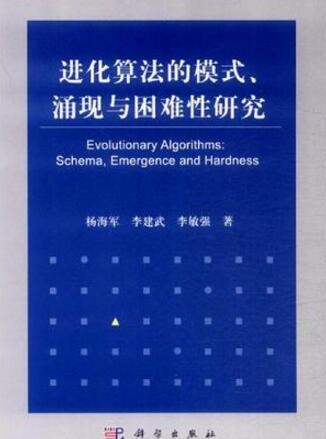 进化算法的模式、
涌现与困难性研究
Evolutionary Algorithms:
Schema, Emergence and Hardness
杨海军 李建武 李敏强 著
科学出版社